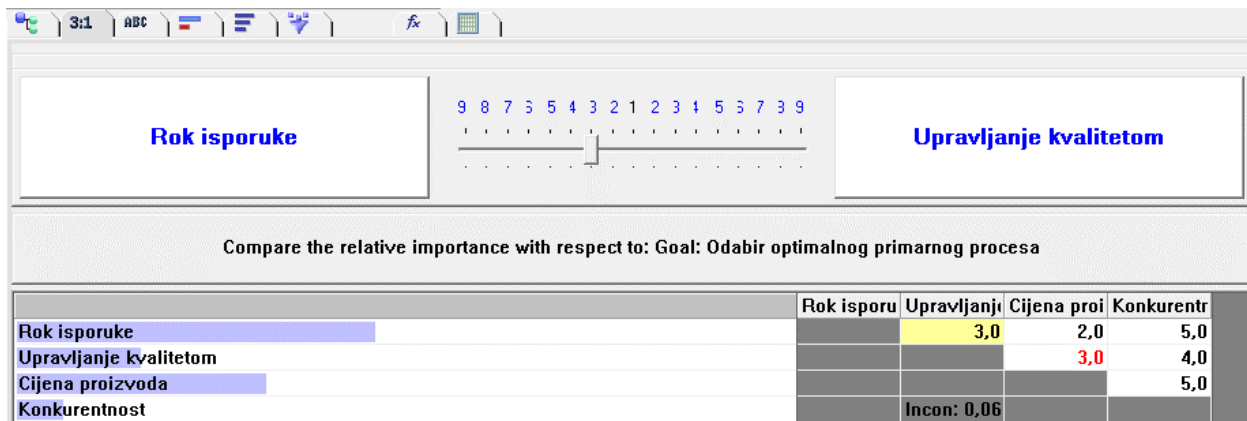 3:1 ABC fx
9 8 7 6 5 4 3 2 1 2 3 4 5 6 7 8 9
Rok isporuke
Upravljanje kvalitetom
Compare the relative importance with respect to: Goal: Odabir optimalnog primarnog procesa
Rok isporu Upravljanj Cijena proi Konkurentr
Rok isporuke 3,0 2,0 5,0
Upravljanje kvalitetom 3,0 4,0
Cijena proizvoda 5,0
Konkurentnost Incon: 0,06